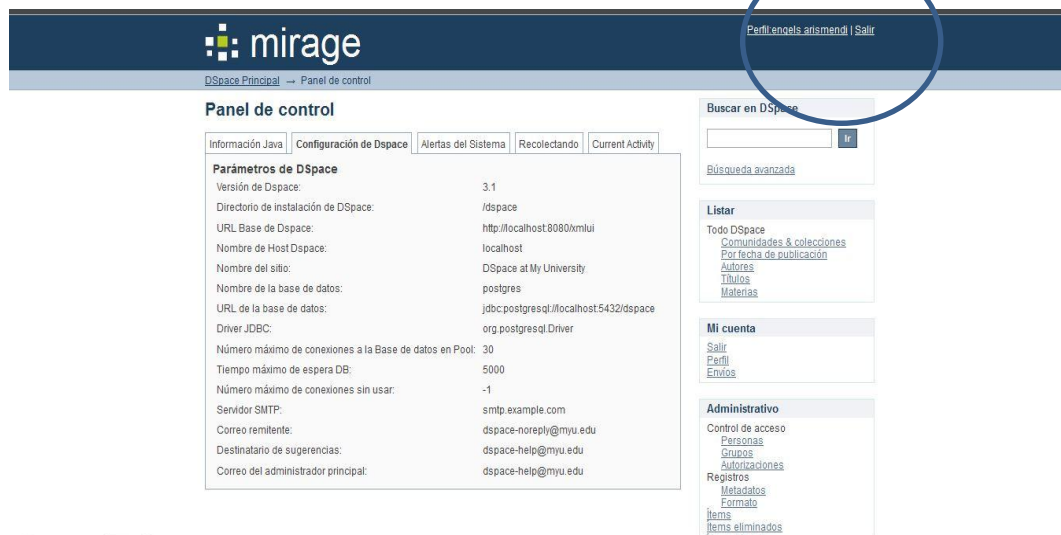 mirage
Perfil:engels arismendi | Salir
DSpace Principal → Panel de control
Panel de control
Información Java Configuración de Dspace Alertas del Sistema Recolectando Current Activity
Parámetros de DSpace
Versión de Dspace: 3.1
Directorio de instalación de DSpace: /dspace
URL Base de Dspace: http://localhost:8080/xmlui
Nombre de Host Dspace: localhost
Nombre del sitio: DSpace at My University
Nombre de la base de datos: postgres
URL de la base de datos: jdbc:postgresql://localhost:5432/dspace
Driver JDBC: org.postgresql.Driver
Número máximo de conexiones a la Base de datos en Pool: 30
Tiempo máximo de espera DB: 5000
Número máximo de conexiones sin usar: -1
Servidor SMTP: smtp.example.com
Correo remitente: dspace-noreply@myu.edu
Destinatario de sugerencias: dspace-help@myu.edu
Correo del administrador principal: dspace-help@myu.edu
Buscar en DSpace
Ir
Búsqueda avanzada
Listar
Todo DSpace
Comunidades & colecciones
Por fecha de publicación
Autores
Títulos
Materias
Mi cuenta
Salir
Perfil
Envíos
Administrativo
Control de acceso
Personas
Grupos
Autorizaciones
Registros
Metadatos
Formato
Ítems
Ítems eliminados